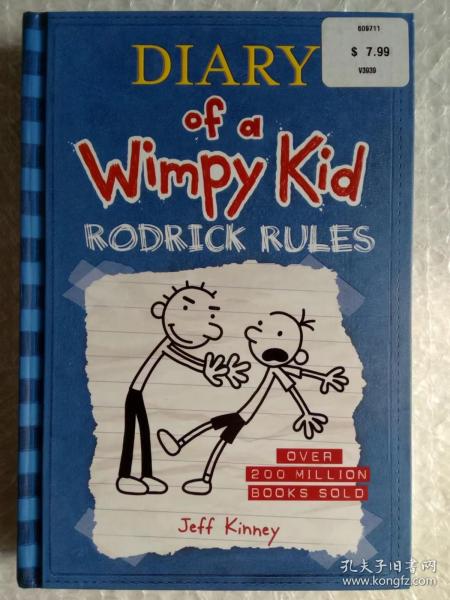 609711
$ 7.99
V3939
DIARY
of a
Wimpy Kid
RODRICK RULES
OVER
200 MILLION
BOOKS SOLD
Jeff Kinney
孔夫子旧书网
www.kongfz.com